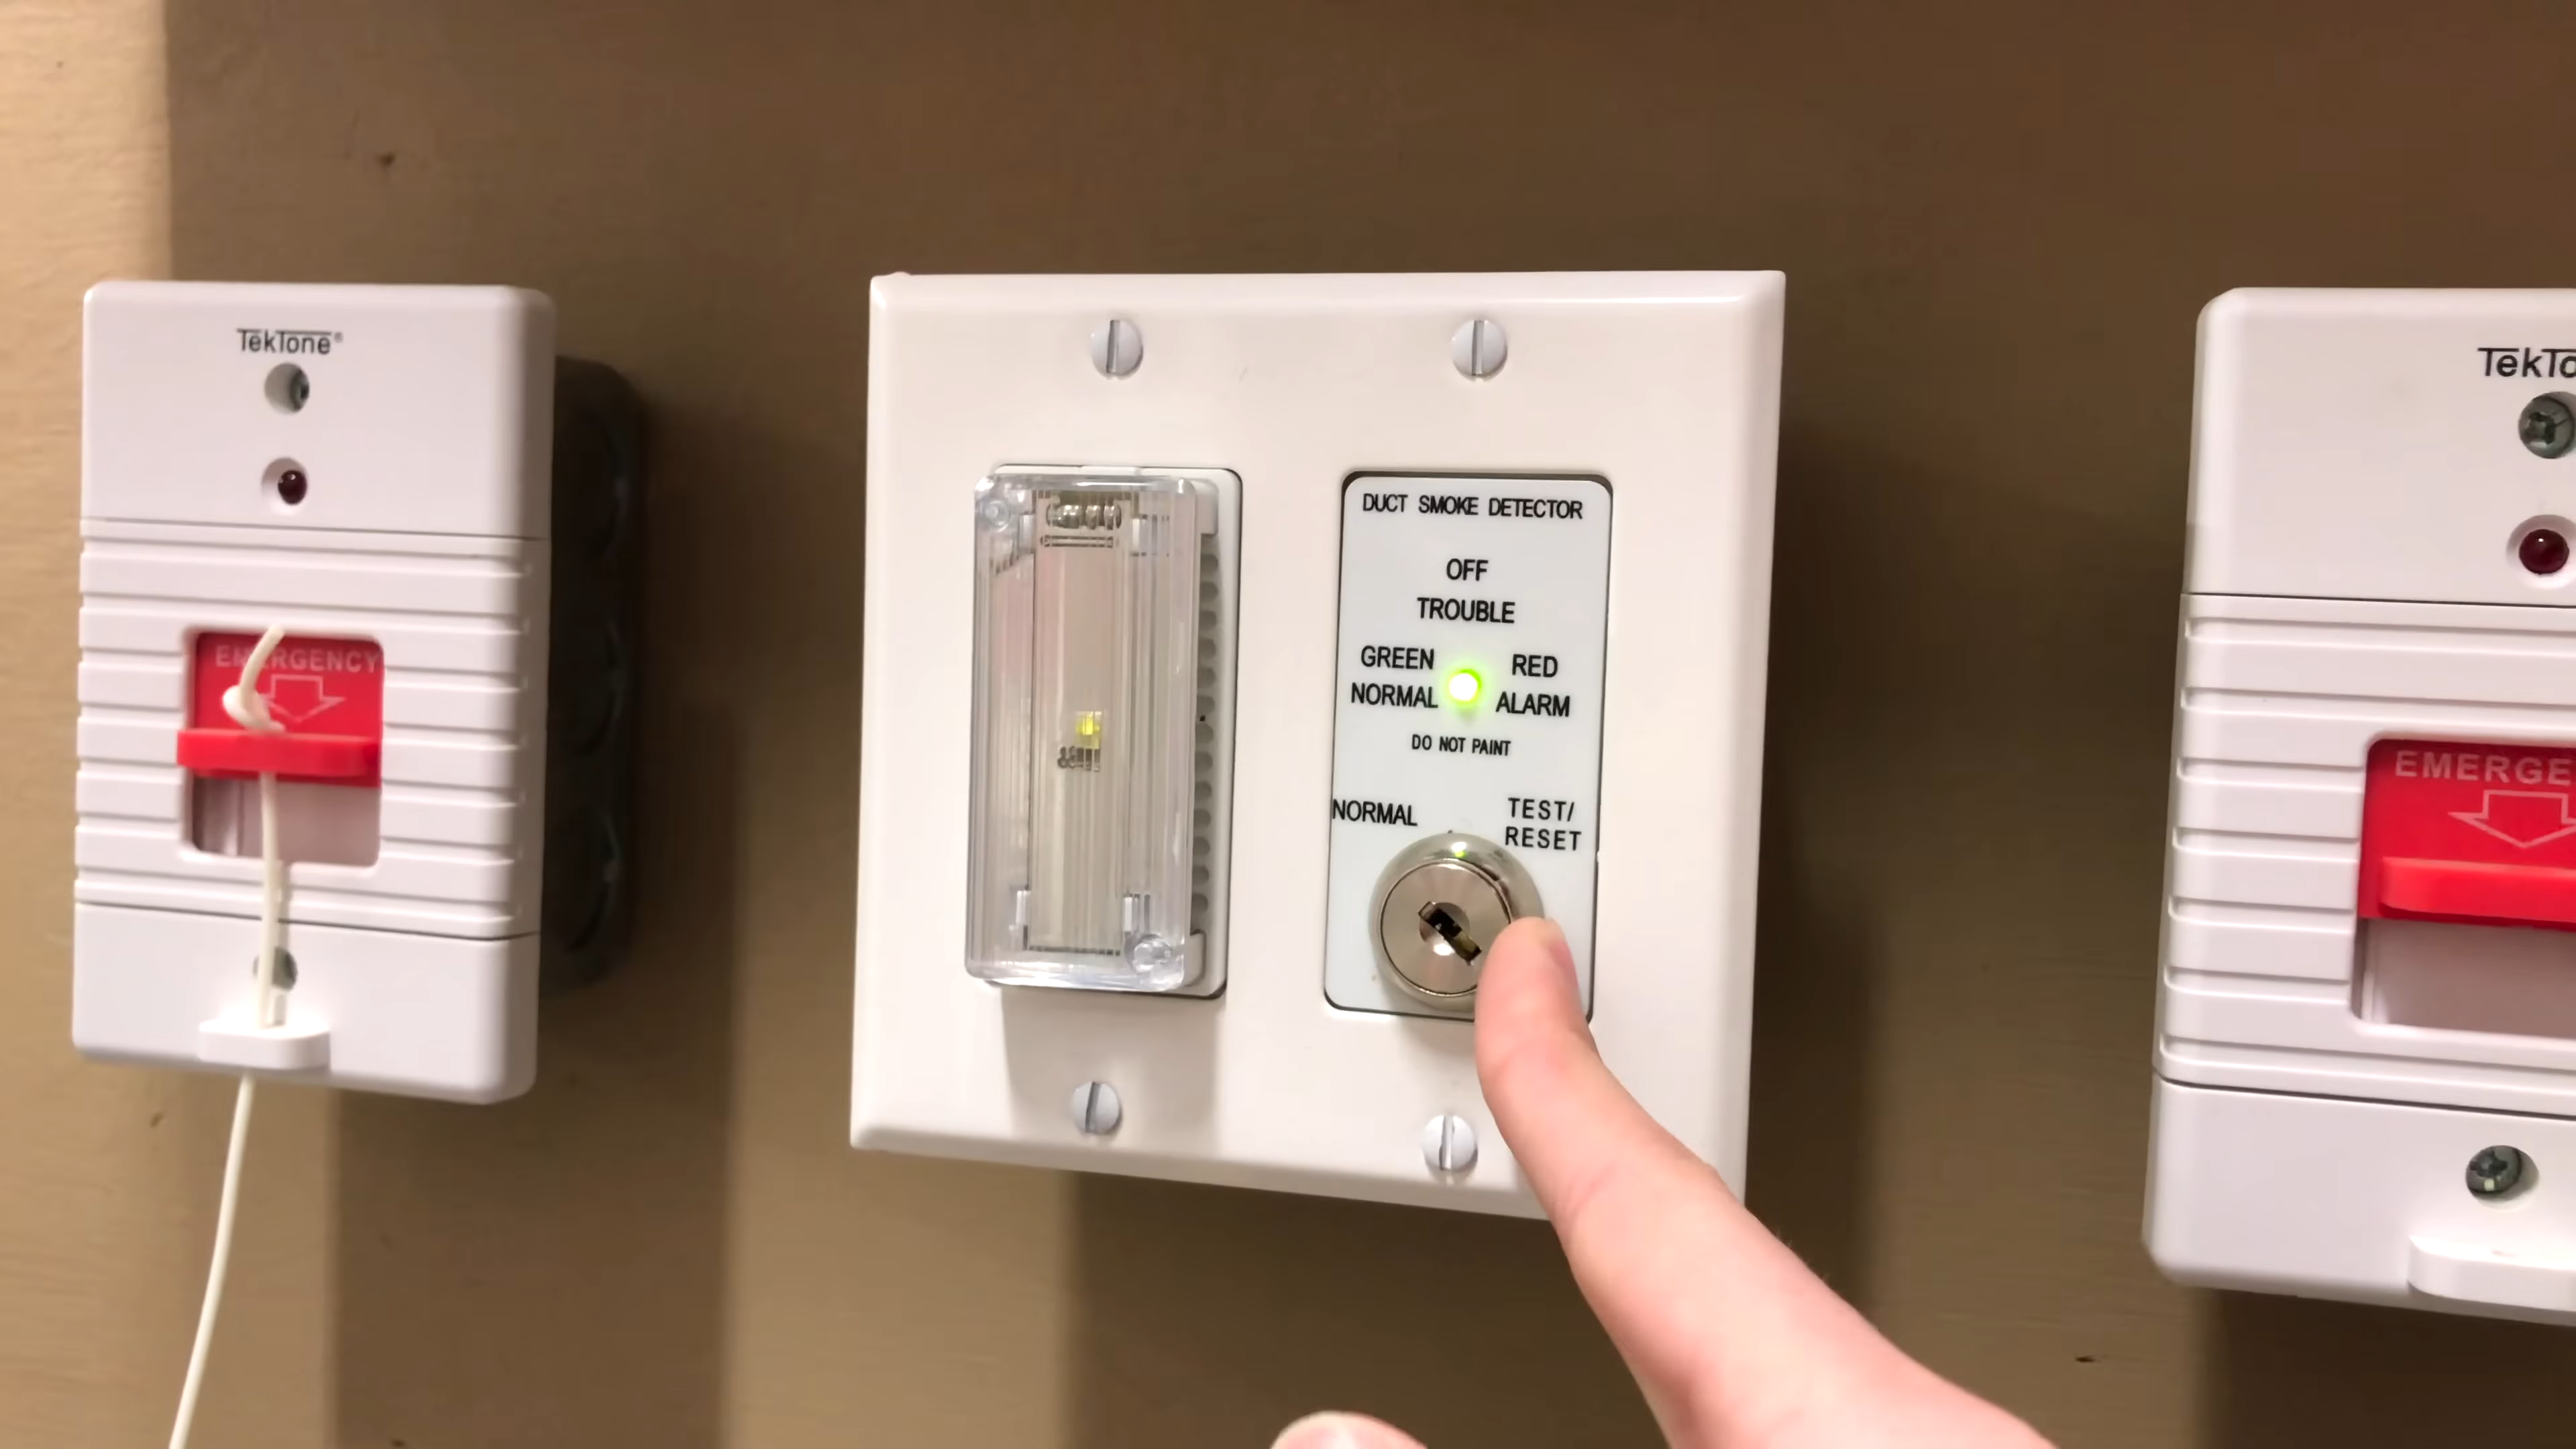 TekTone®
EMERGENCY
DUCT SMOKE DETECTOR
OFF
TROUBLE
GREEN RED
NORMAL ALARM
DO NOT PAINT
NORMAL TEST/
RESET
TekTo
EMERGE